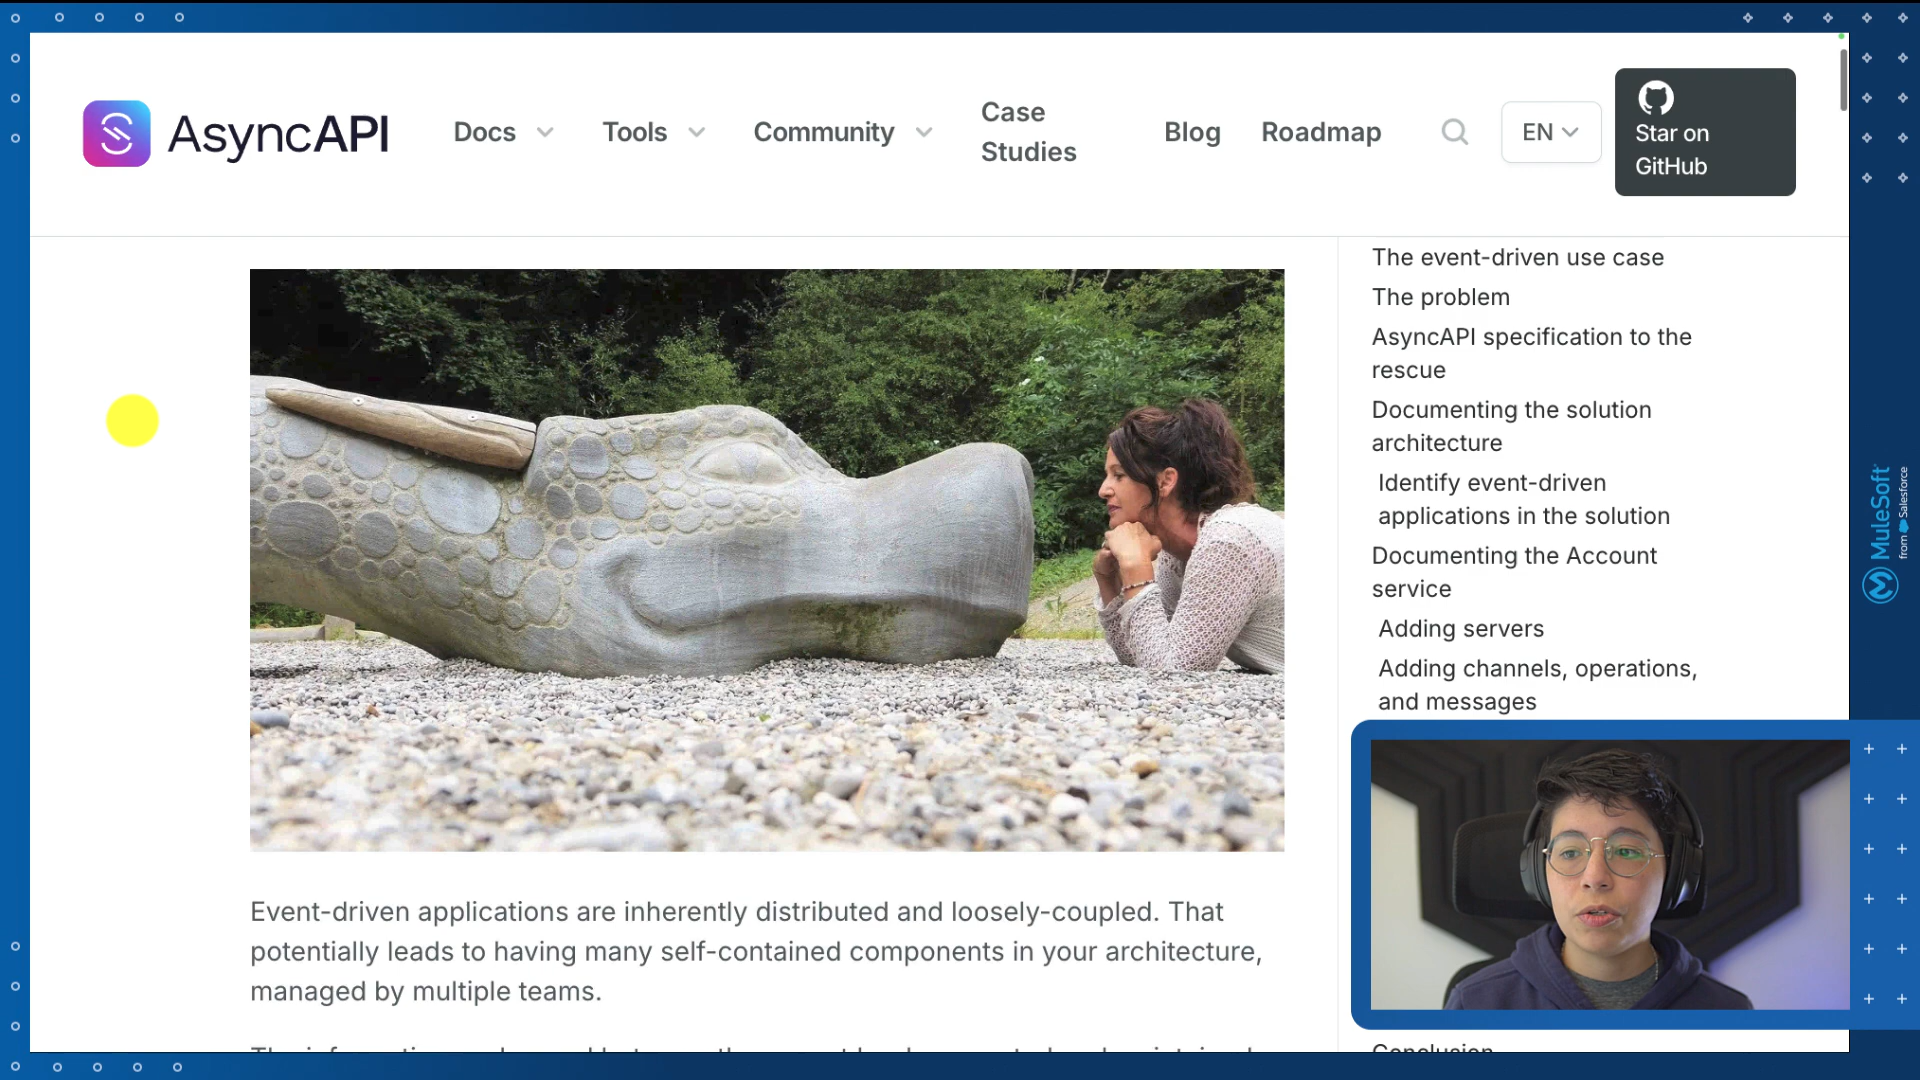 AsyncAPI
Docs
Tools
Community
Case
Studies
Blog
Roadmap
EN
Star on
GitHub
The event-driven use case
The problem
AsyncAPI specification to the
rescue
Documenting the solution
architecture
Identify event-driven
applications in the solution
Documenting the Account
service
Adding servers
Adding channels, operations,
and messages
Event-driven applications are inherently distributed and loosely-coupled. That
potentially leads to having many self-contained components in your architecture,
managed by multiple teams.
Conclusion
MuleSoft
from Salesforce